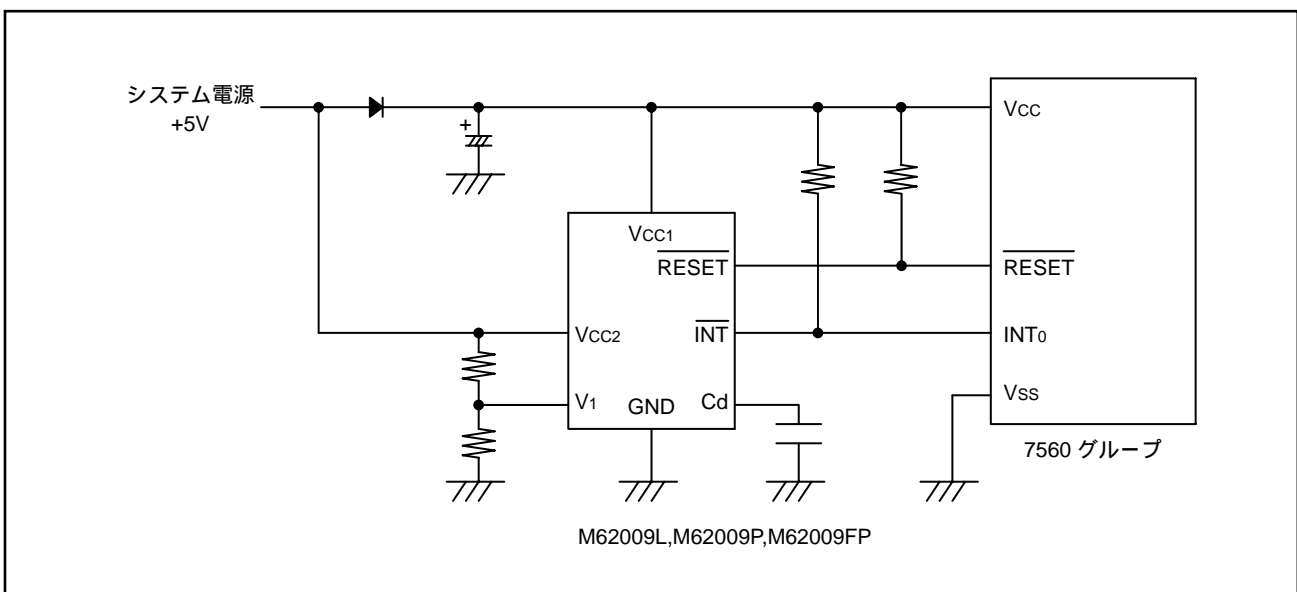 システム電源
+5V
+
VCC
VCC1
RESET
RESET
VCC2
INT
INT0
V1
GND
Cd
VSS
7560 グループ
M62009L,M62009P,M62009FP